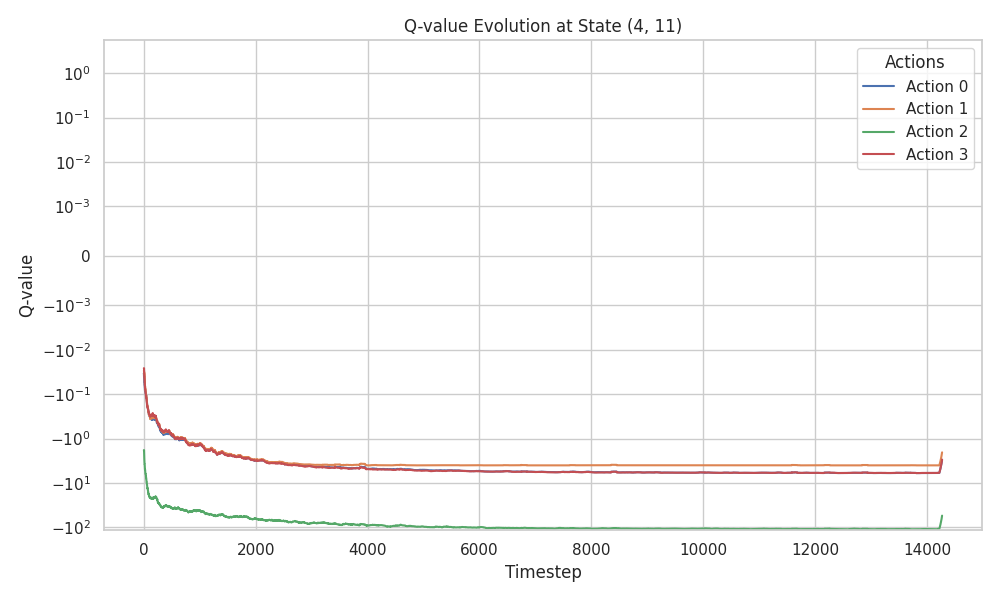 Q-value Evolution at State (4, 11)
Actions
Action 0
Action 1
Action 2
Action 3
10⁰
10⁻¹
10⁻²
10⁻³
0
−10⁻³
−10⁻²
−10⁻¹
−10⁰
−10¹
−10²
Q-value
0 2000 4000 6000 8000 10000 12000 14000
Timestep